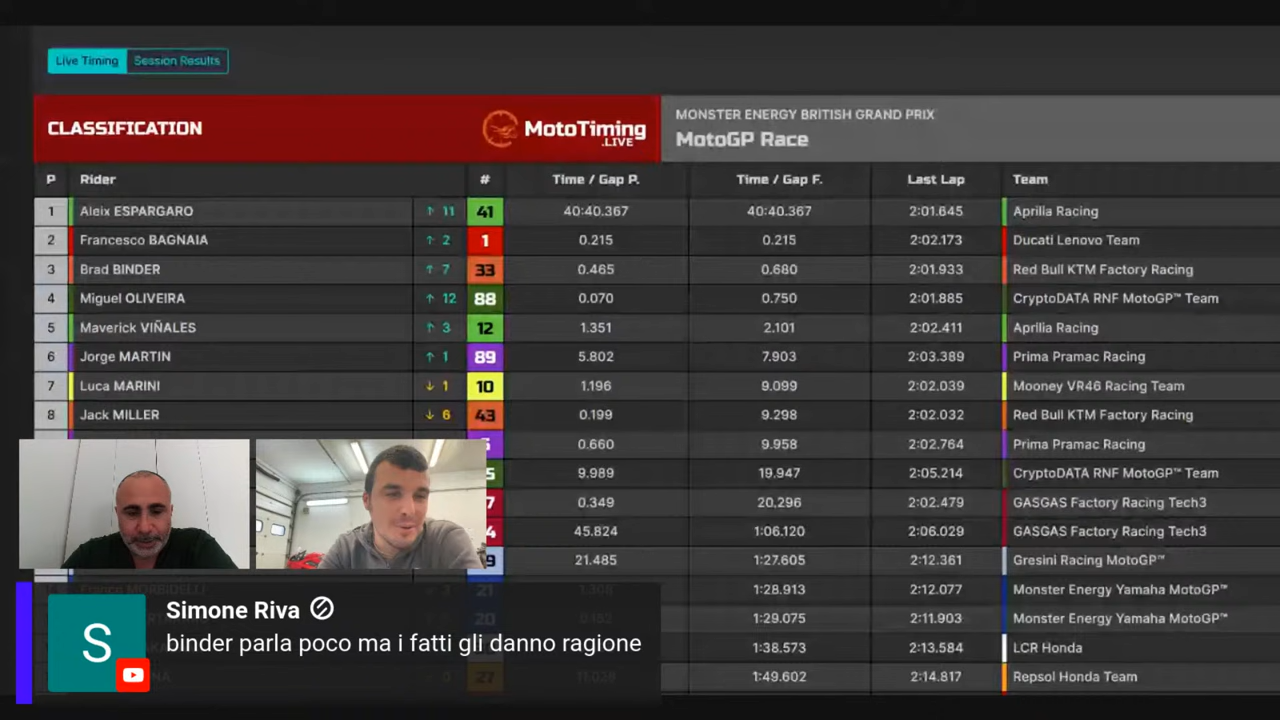 Live Timing Session Results
CLASSIFICATION MotoTiming .LIVE
MONSTER ENERGY BRITISH GRAND PRIX
MotoGP Race
P Rider # Time / Gap P. Time / Gap F. Last Lap Team
1 Aleix ESPARGARO ↑ 11 41 40:40.367 40:40.367 2:01.645 Aprilia Racing
2 Francesco BAGNAIA ↑ 2 1 0.215 0.215 2:02.173 Ducati Lenovo Team
3 Brad BINDER ↑ 7 33 0.465 0.680 2:01.933 Red Bull KTM Factory Racing
4 Miguel OLIVEIRA ↑ 12 88 0.070 0.750 2:01.885 CryptoDATA RNF MotoGP™ Team
5 Maverick VIÑALES ↑ 3 12 1.351 2.101 2:02.411 Aprilia Racing
6 Jorge MARTIN ↑ 1 89 5.802 7.903 2:03.389 Prima Pramac Racing
7 Luca MARINI ↓ 1 10 1.196 9.099 2:02.039 Mooney VR46 Racing Team
8 Jack MILLER ↓ 6 43 0.199 9.298 2:02.032 Red Bull KTM Factory Racing
0.660 9.958 2:02.764 Prima Pramac Racing
5 9.989 19.947 2:05.214 CryptoDATA RNF MotoGP™ Team
7 0.349 20.296 2:02.479 GASGAS Factory Racing Tech3
4 45.824 1:06.120 2:06.029 GASGAS Factory Racing Tech3
9 21.485 1:27.605 2:12.361 Gresini Racing MotoGP™
Franco MORBIDELLI 21 1:28.913 2:12.077 Monster Energy Yamaha MotoGP™
20 1:29.075 2:11.903 Monster Energy Yamaha MotoGP™
1:38.573 2:13.584 LCR Honda
27 1:49.602 2:14.817 Repsol Honda Team
S
Simone Riva
binder parla poco ma i fatti gli danno ragione